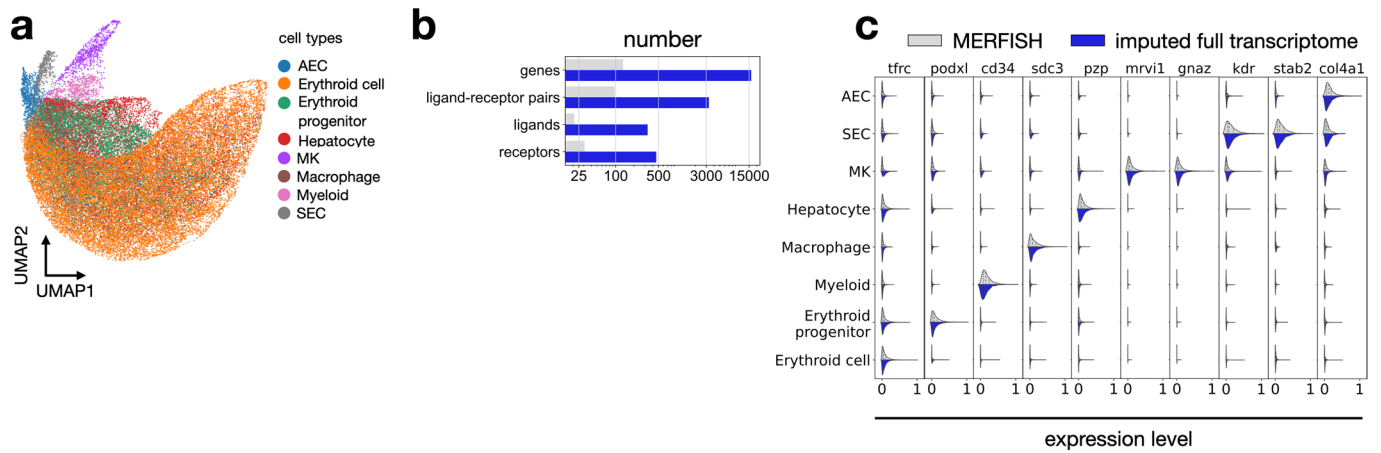 a
cell types
AEC
Erythroid cell
Erythroid
progenitor
Hepatocyte
MK
Macrophage
Myeloid
SEC
UMAP2
UMAP1
b
number
genes
ligand-receptor pairs
ligands
receptors
25 100 500 3000 15000
c
MERFISH imputed full transcriptome
tfrc podxl cd34 sdc3 pzp mrvi1 gnaz kdr stab2 col4a1
AEC
SEC
MK
Hepatocyte
Macrophage
Myeloid
Erythroid
progenitor
Erythroid cell
0 1 0 1 0 1 0 1 0 1 0 1 0 1 0 1 0 1 0 1
expression level